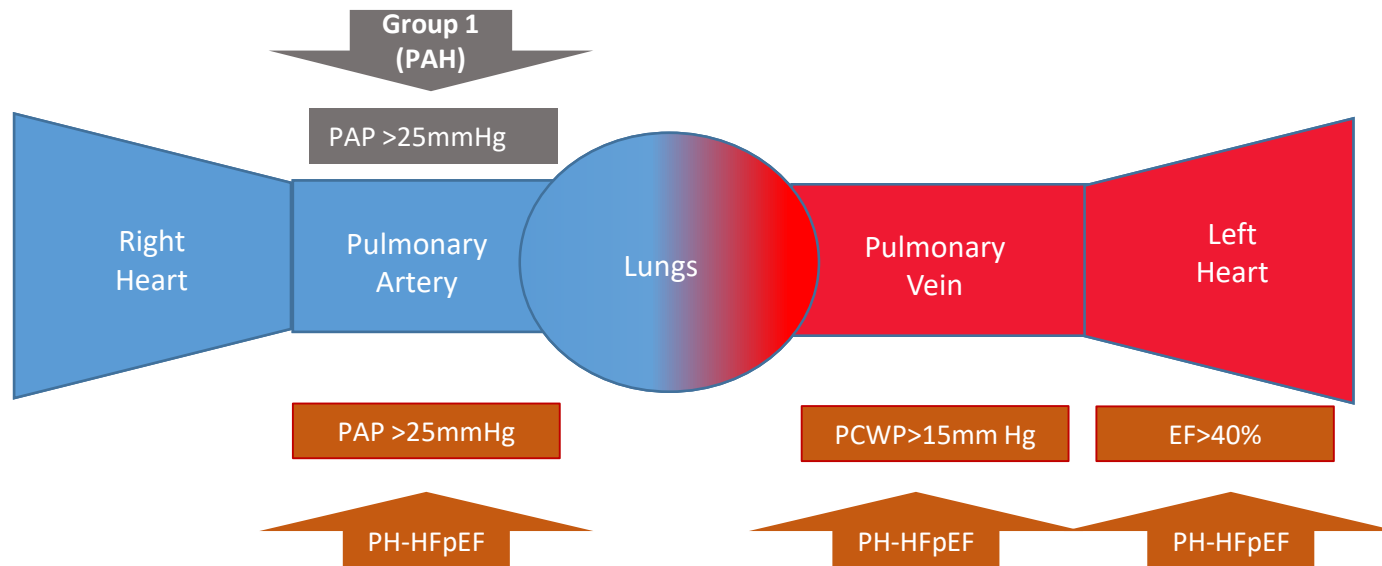 Group 1
(PAH)
PAP >25mmHg
Right
Heart
Pulmonary
Artery
Lungs
Pulmonary
Vein
Left
Heart
PAP >25mmHg
PCWP>15mm Hg
EF>40%
PH-HFpEF
PH-HFpEF
PH-HFpEF